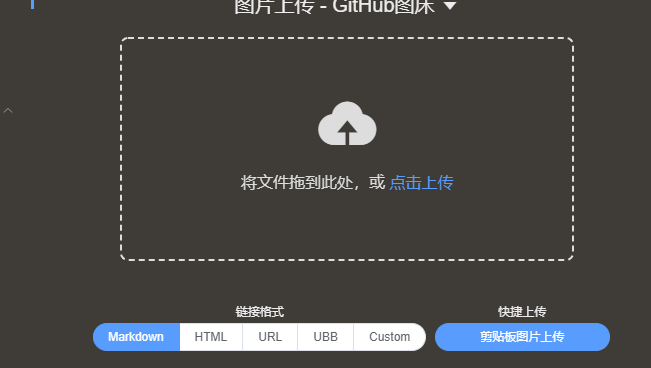 图片上传 - GitHub图床
将文件拖到此处，或 点击上传
链接格式
快捷上传
Markdown HTML URL UBB Custom
剪贴板图片上传